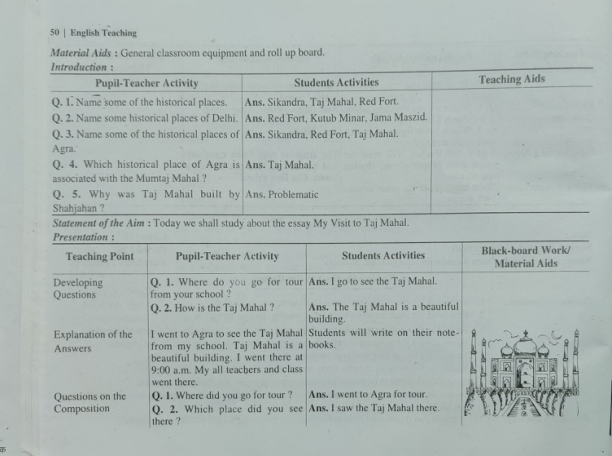 50 | English Teaching
Material Aids : General classroom equipment and roll up board.
Introduction :
Pupil-Teacher Activity Students Activities Teaching Aids
Q. 1. Name some of the historical places. Ans. Sikandra, Taj Mahal, Red Fort.
Q. 2. Name some historical places of Delhi. Ans. Red Fort, Kutub Minar, Jama Maszid.
Q. 3. Name some of the historical places of Ans. Sikandra, Red Fort, Taj Mahal.
Agra.
Q. 4. Which historical place of Agra is Ans. Taj Mahal.
associated with the Mumtaj Mahal ?
Q. 5. Why was Taj Mahal built by Ans. Problematic
Shahjahan ?
Statement of the Aim : Today we shall study about the essay My Visit to Taj Mahal.
Presentation :
Teaching Point Pupil-Teacher Activity Students Activities Black-board Work/
Material Aids
Developing Q. 1. Where do you go for tour Ans. I go to see the Taj Mahal.
Questions from your school ?
Q. 2. How is the Taj Mahal ? Ans. The Taj Mahal is a beautiful
building.
Explanation of the I went to Agra to see the Taj Mahal Students will write on their note-
Answers from my school. Taj Mahal is a books.
beautiful building. I went there at
9:00 a.m. My all teachers and class
went there.
Questions on the Q. 1. Where did you go for tour ? Ans. I went to Agra for tour.
Composition Q. 2. Which place did you see Ans. I saw the Taj Mahal there.
there ?
क